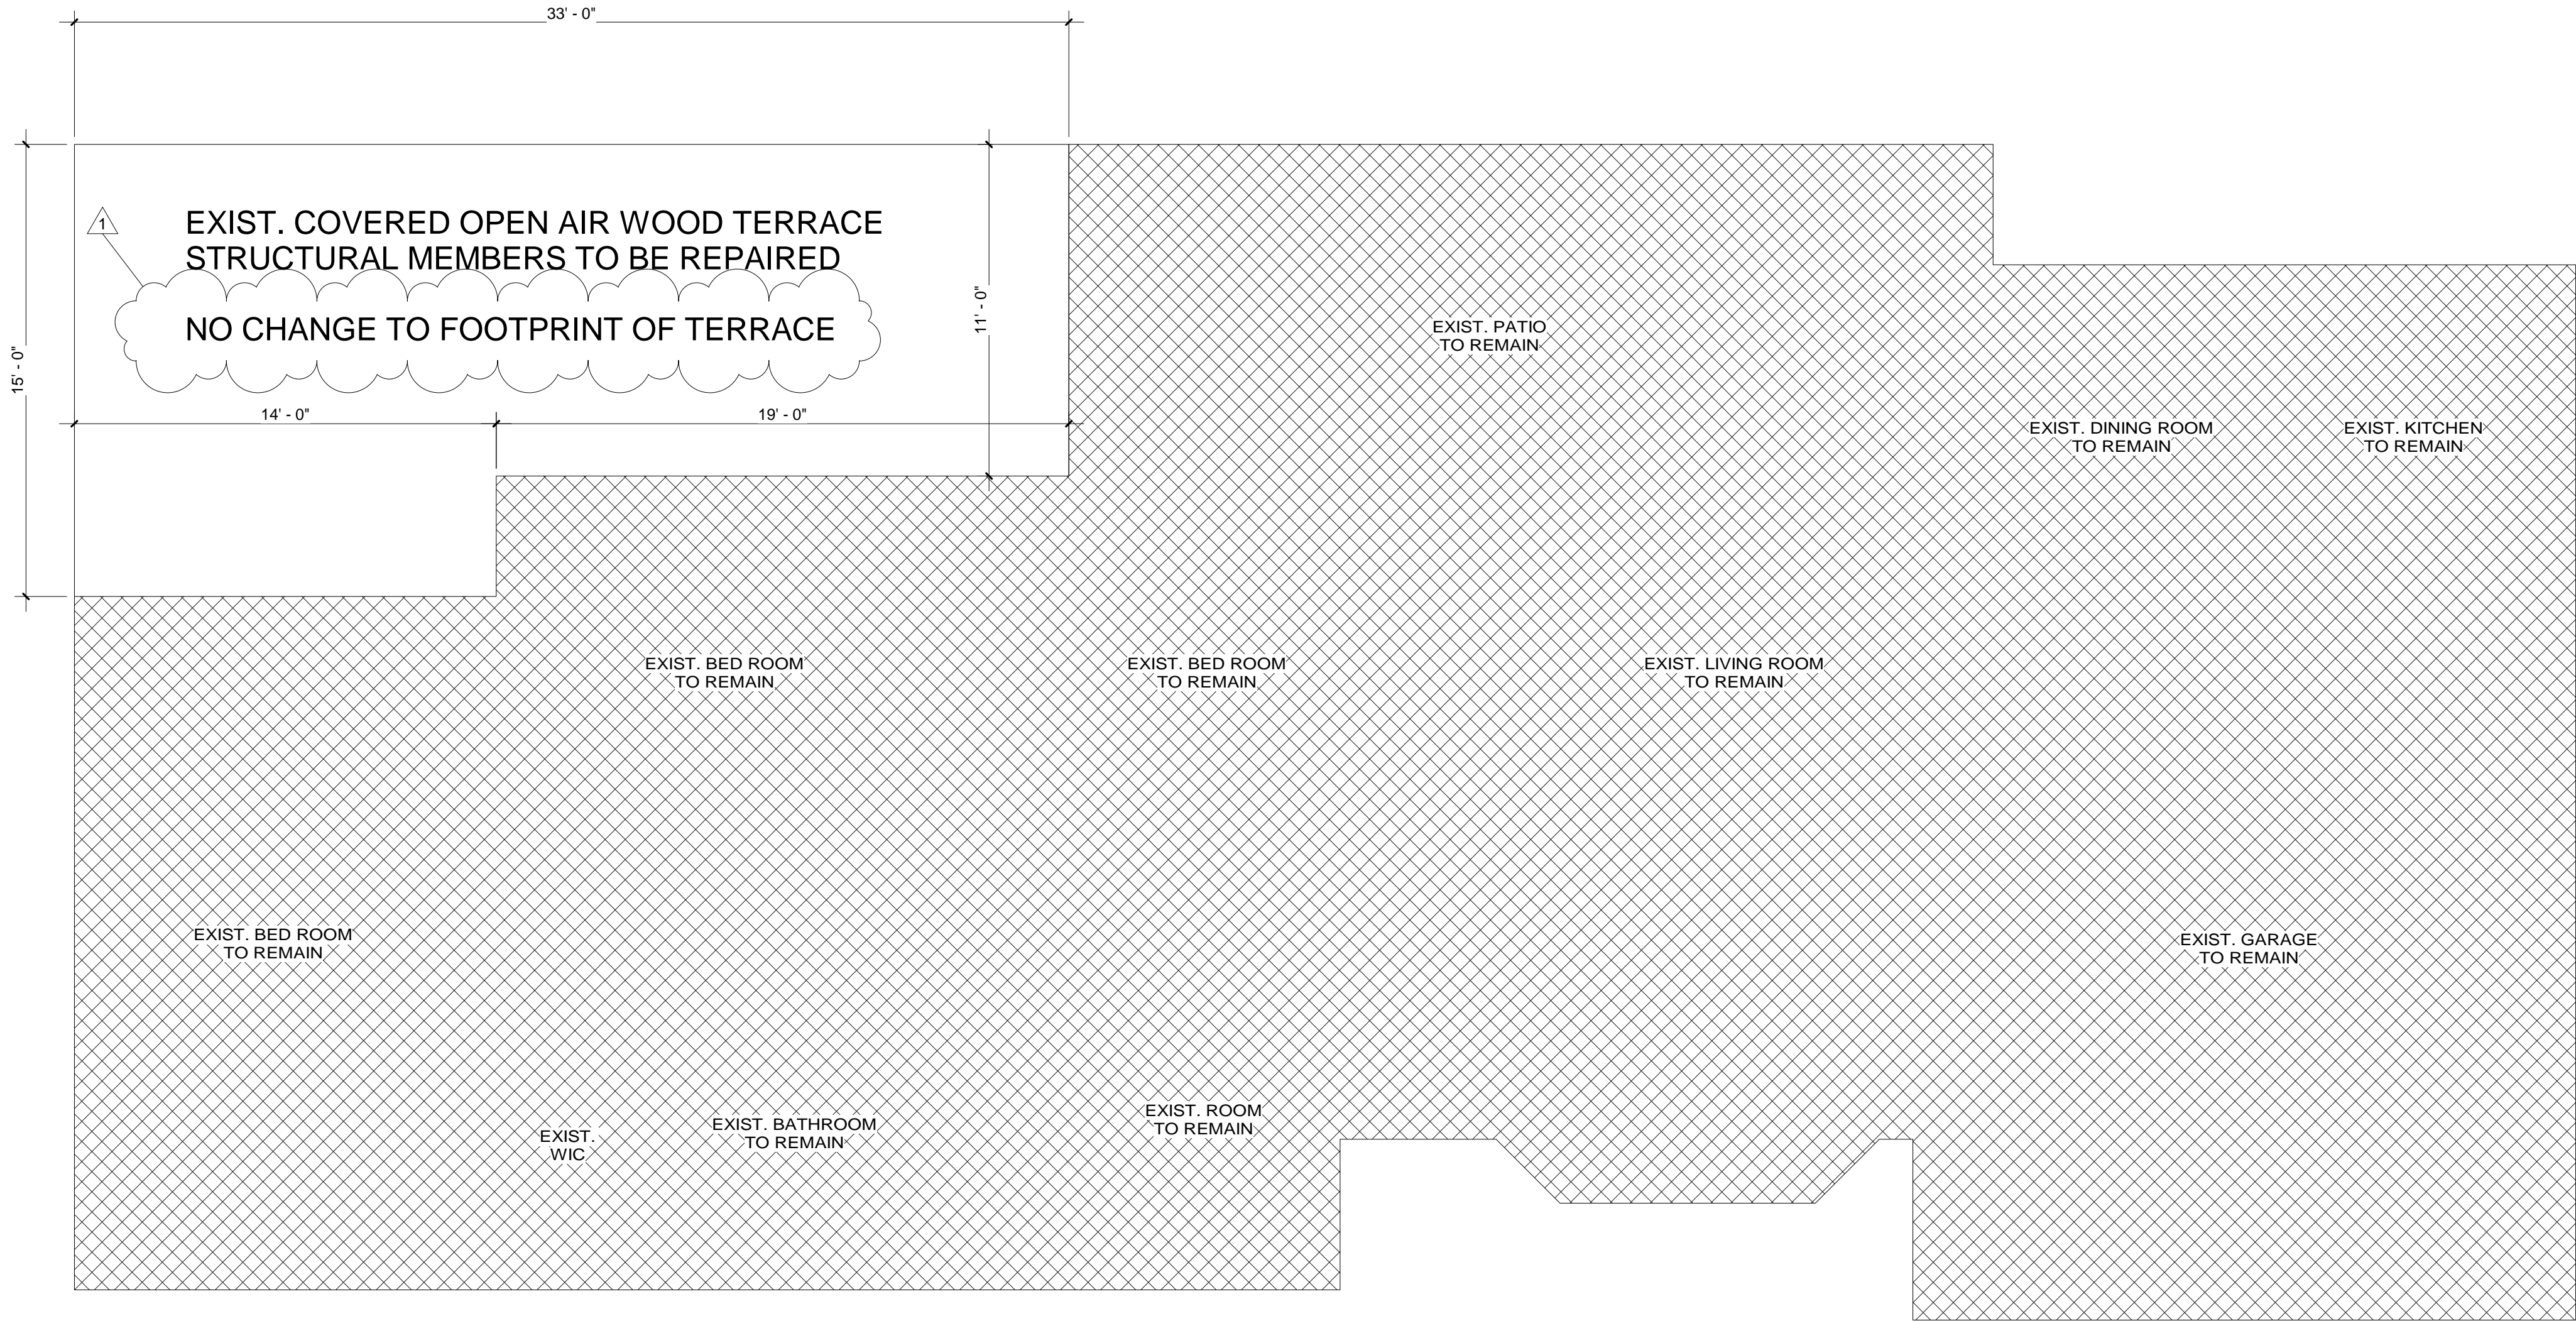 33' - 0"
1
EXIST. COVERED OPEN AIR WOOD TERRACE
STRUCTURAL MEMBERS TO BE REPAIRED
NO CHANGE TO FOOTPRINT OF TERRACE
15' - 0"
11' - 0"
14' - 0"
19' - 0"
EXIST. PATIO
TO REMAIN
EXIST. DINING ROOM
TO REMAIN
EXIST. KITCHEN
TO REMAIN
EXIST. BED ROOM
TO REMAIN
EXIST. BED ROOM
TO REMAIN
EXIST. LIVING ROOM
TO REMAIN
EXIST. BED ROOM
TO REMAIN
EXIST. GARAGE
TO REMAIN
EXIST.
WIC
EXIST. BATHROOM
TO REMAIN
EXIST. ROOM
TO REMAIN